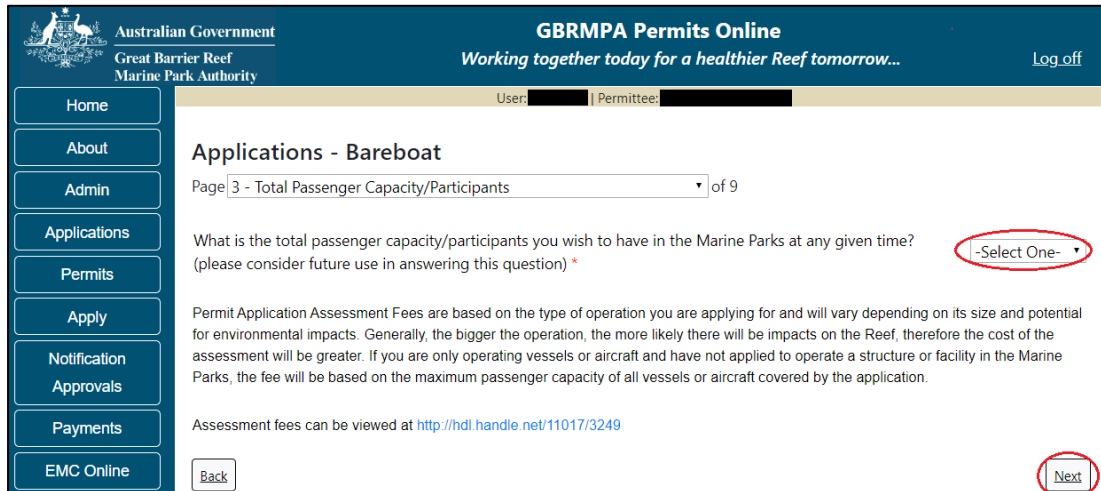 Australian Government
Great Barrier Reef
Marine Park Authority
GBRMPA Permits Online
Working together today for a healthier Reef tomorrow...
Log off
User: | Permittee:
Home
About
Admin
Applications
Permits
Apply
Notification
Approvals
Payments
EMC Online
Applications - Bareboat
Page 3 - Total Passenger Capacity/Participants of 9
What is the total passenger capacity/participants you wish to have in the Marine Parks at any given time?
(please consider future use in answering this question) *
-Select One-
Permit Application Assessment Fees are based on the type of operation you are applying for and will vary depending on its size and potential
for environmental impacts. Generally, the bigger the operation, the more likely there will be impacts on the Reef, therefore the cost of the
assessment will be greater. If you are only operating vessels or aircraft and have not applied to operate a structure or facility in the Marine
Parks, the fee will be based on the maximum passenger capacity of all vessels or aircraft covered by the application.
Assessment fees can be viewed at http://hdl.handle.net/11017/3249
Back
Next